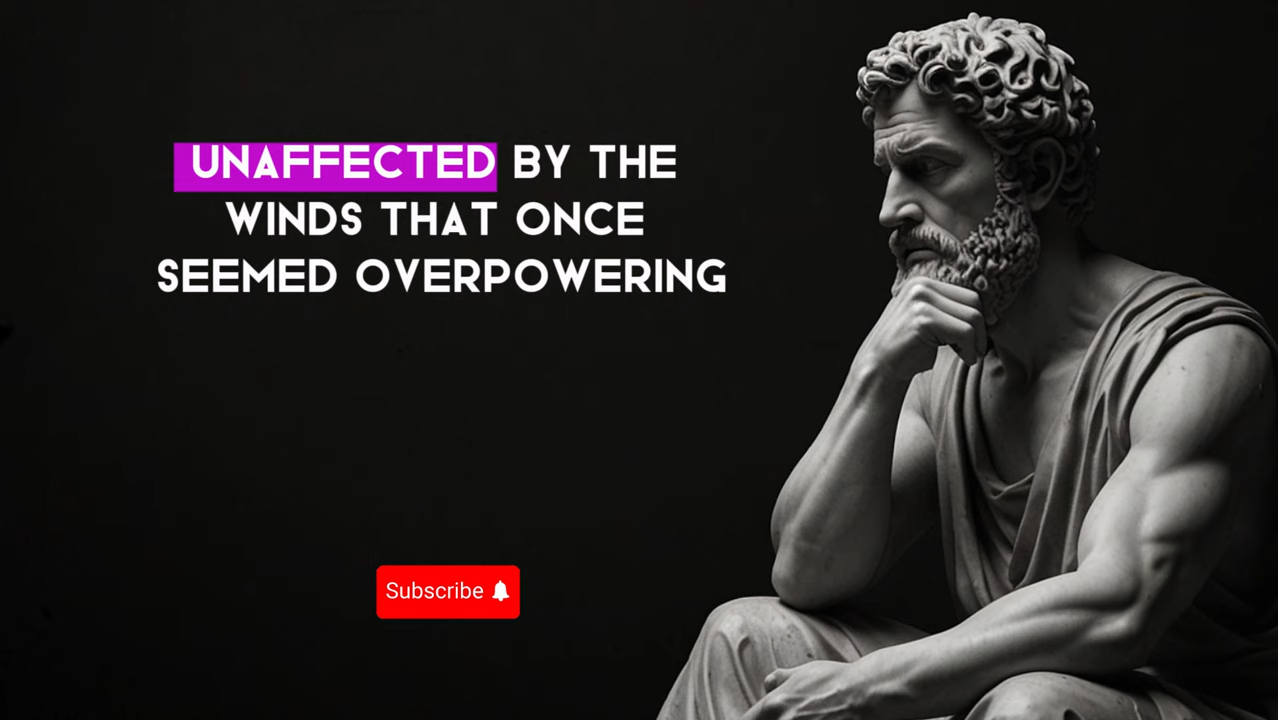 UNAFFECTED BY THE
WINDS THAT ONCE
SEEMED OVERPOWERING
Subscribe